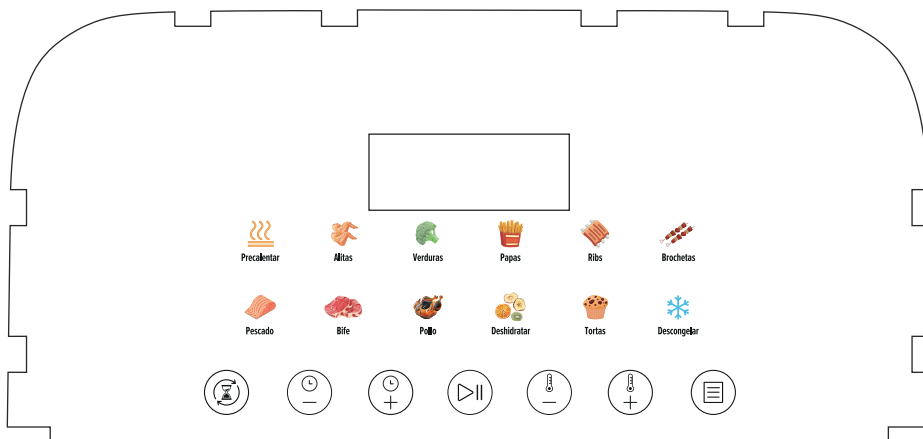 Precalentar Alitas Verduras Papas Ribs Brochetas
Pescado Bife Pollo Deshidratar Tortas Descongelar